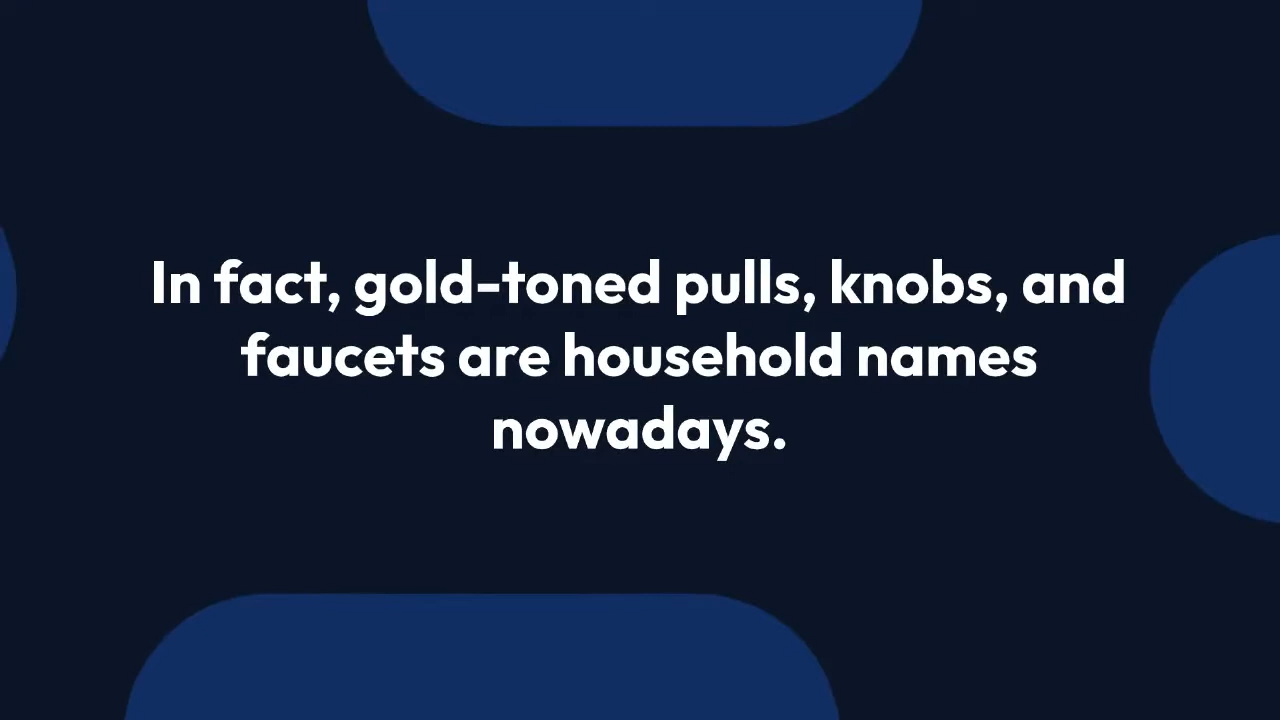 In fact, gold-toned pulls, knobs, and
faucets are household names
nowadays.